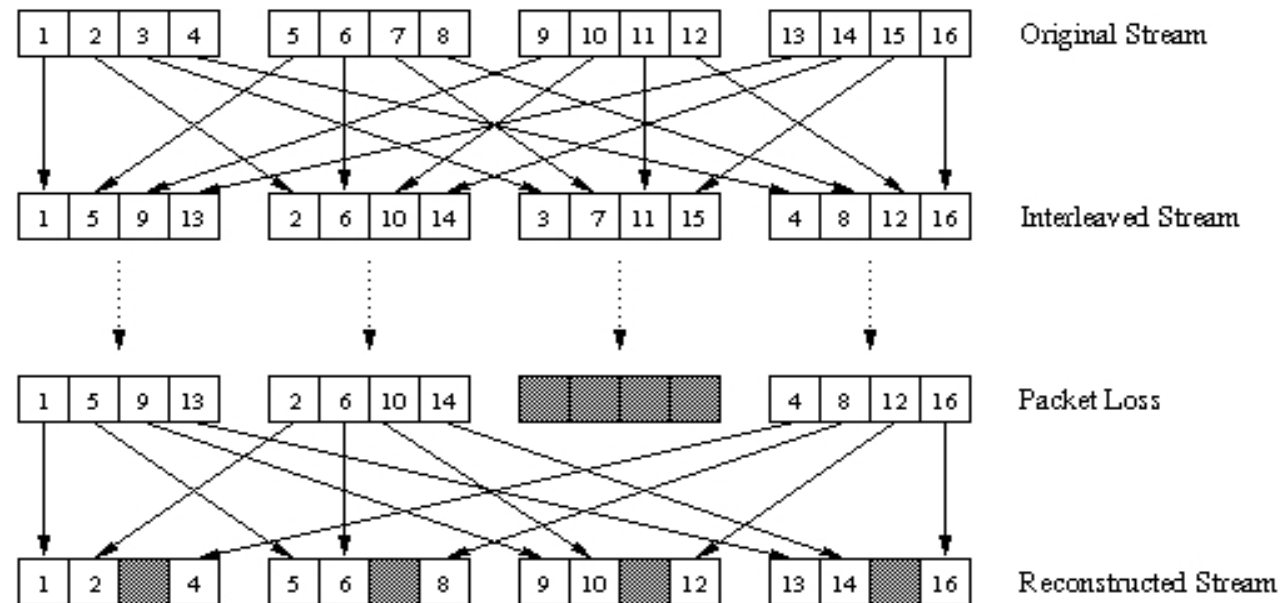 1 2 3 4 5 6 7 8 9 10 11 12 13 14 15 16 Original Stream
1 5 9 13 2 6 10 14 3 7 11 15 4 8 12 16 Interleaved Stream
1 5 9 13 2 6 10 14 4 8 12 16 Packet Loss
1 2 4 5 6 8 9 10 12 13 14 16 Reconstructed Stream